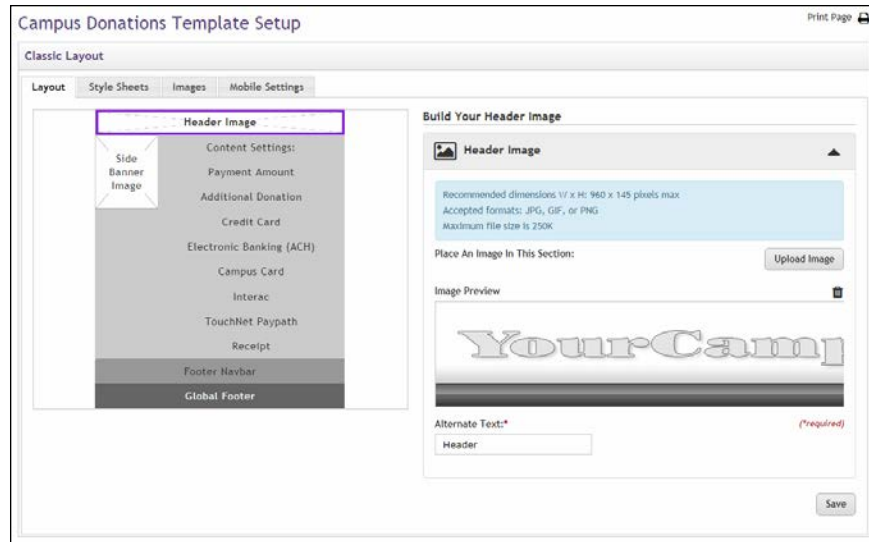 Print Page
Campus Donations Template Setup
Classic Layout
Layout Style Sheets Images Mobile Settings
Header Image
Side
Banner
Image
Content Settings:
Payment Amount
Additional Donation
Credit Card
Electronic Banking (ACH)
Campus Card
Interac
TouchNet Paypath
Receipt
Footer Navbar
Global Footer
Build Your Header Image
Header Image
Recommended dimensions W x H: 960 x 145 pixels max
Accepted formats: JPG, GIF, or PNG
Maximum file size is 250K
Place An Image In This Section:
Upload Image
Image Preview
YourCamp
Alternate Text:* (*required)
Header
Save